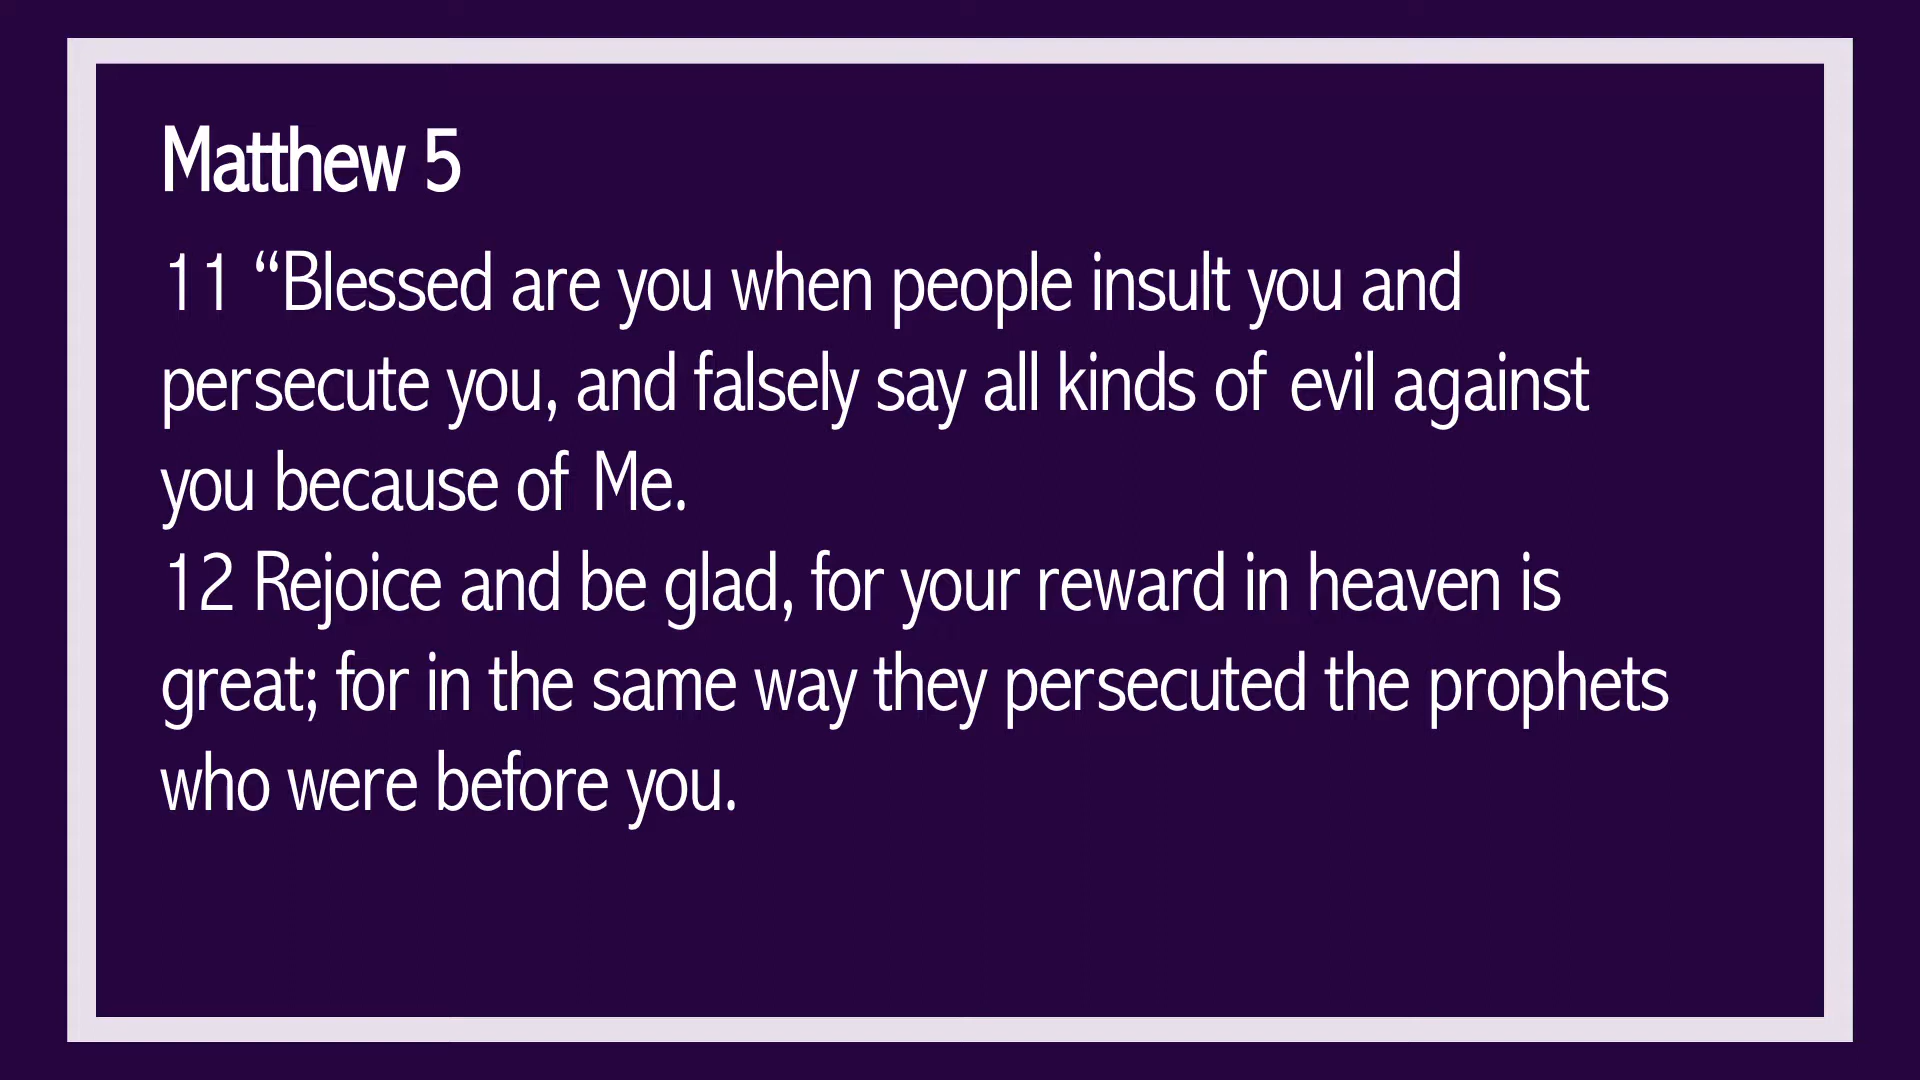 Matthew 5
11 “Blessed are you when people insult you and
persecute you, and falsely say all kinds of evil against
you because of Me.
12 Rejoice and be glad, for your reward in heaven is
great; for in the same way they persecuted the prophets
who were before you.